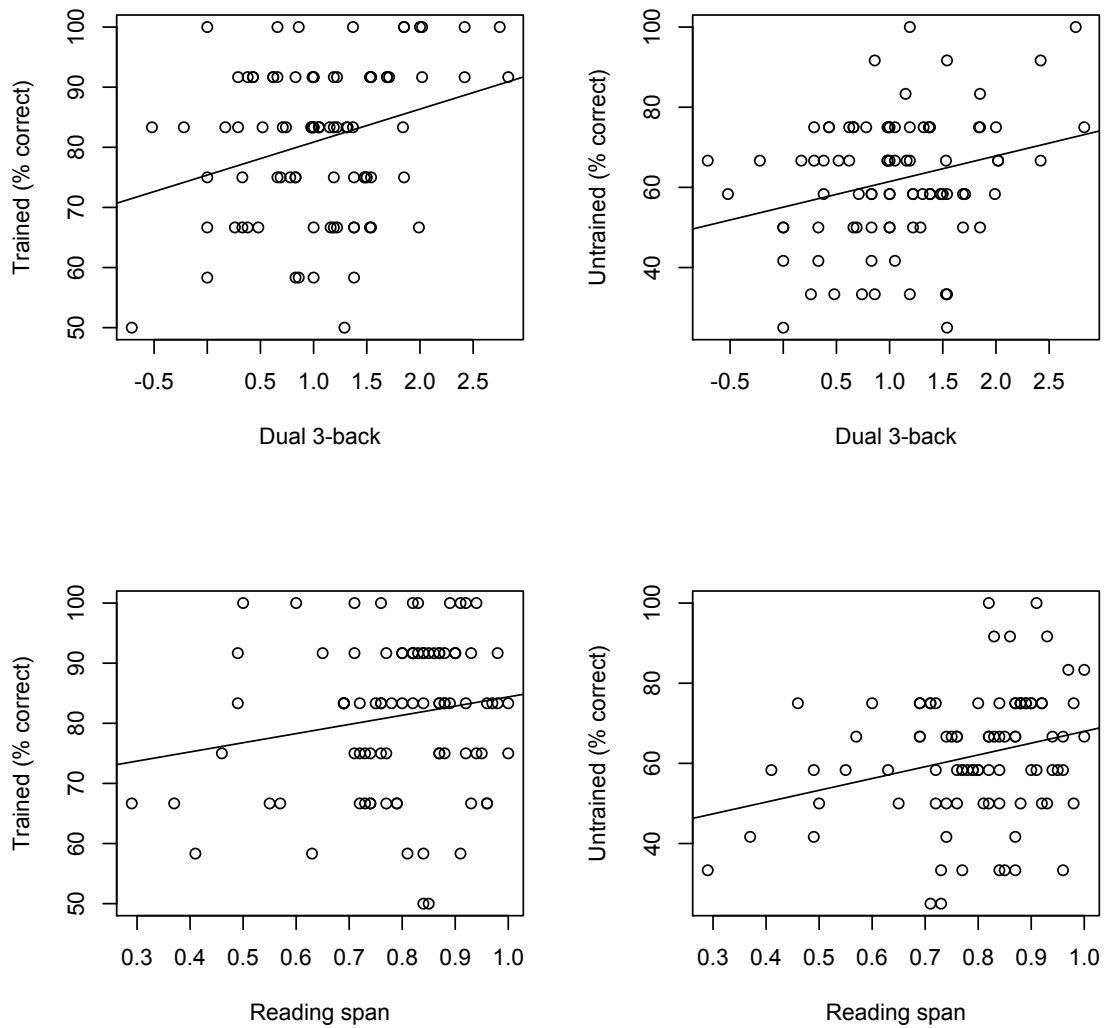 Trained (% correct)
50 60 70 80 90 100
-0.5 0.5 1.0 1.5 2.0 2.5
Dual 3-back
Untrained (% correct)
40 60 80 100
-0.5 0.5 1.0 1.5 2.0 2.5
Dual 3-back
Trained (% correct)
50 60 70 80 90 100
0.3 0.4 0.5 0.6 0.7 0.8 0.9 1.0
Reading span
Untrained (% correct)
40 60 80 100
0.3 0.4 0.5 0.6 0.7 0.8 0.9 1.0
Reading span